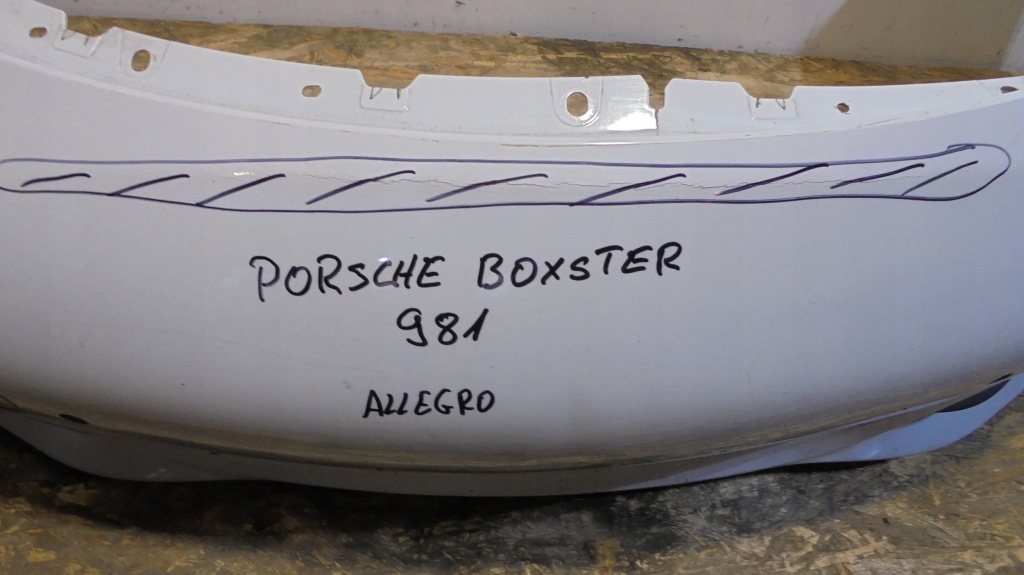 PORSCHE BOXSTER
981
ALLEGRO